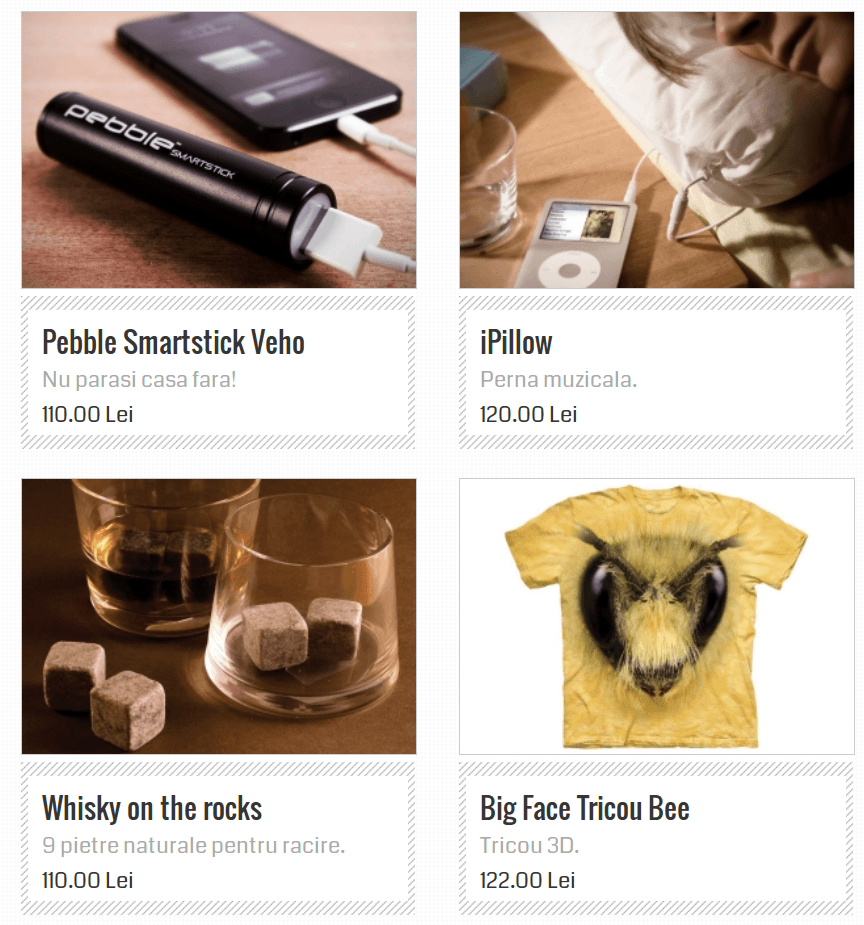 pebble™
SMARTSTICK
Pebble Smartstick Veho
Nu parasi casa fara!
110.00 Lei
iPillow
Perna muzicala.
120.00 Lei
Whisky on the rocks
9 pietre naturale pentru racire.
110.00 Lei
Big Face Tricou Bee
Tricou 3D.
122.00 Lei